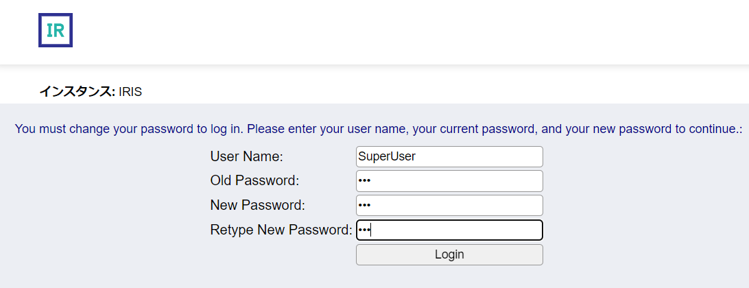 IR
インスタンス: IRIS
You must change your password to log in. Please enter your user name, your current password, and your new password to continue.:
User Name: SuperUser
Old Password: •••
New Password: •••
Retype New Password: •••
Login